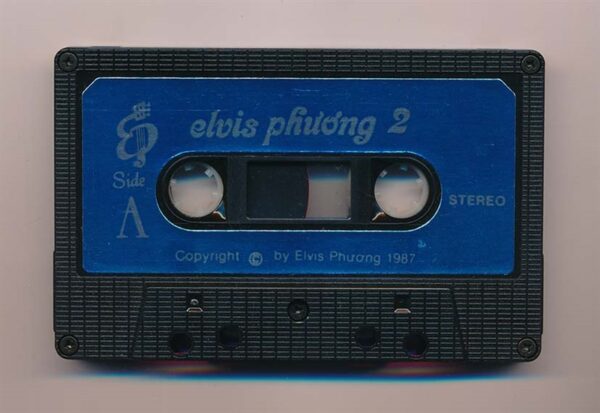 elvis phương 2
Side
A
STEREO
Copyright © by Elvis Phương 1987